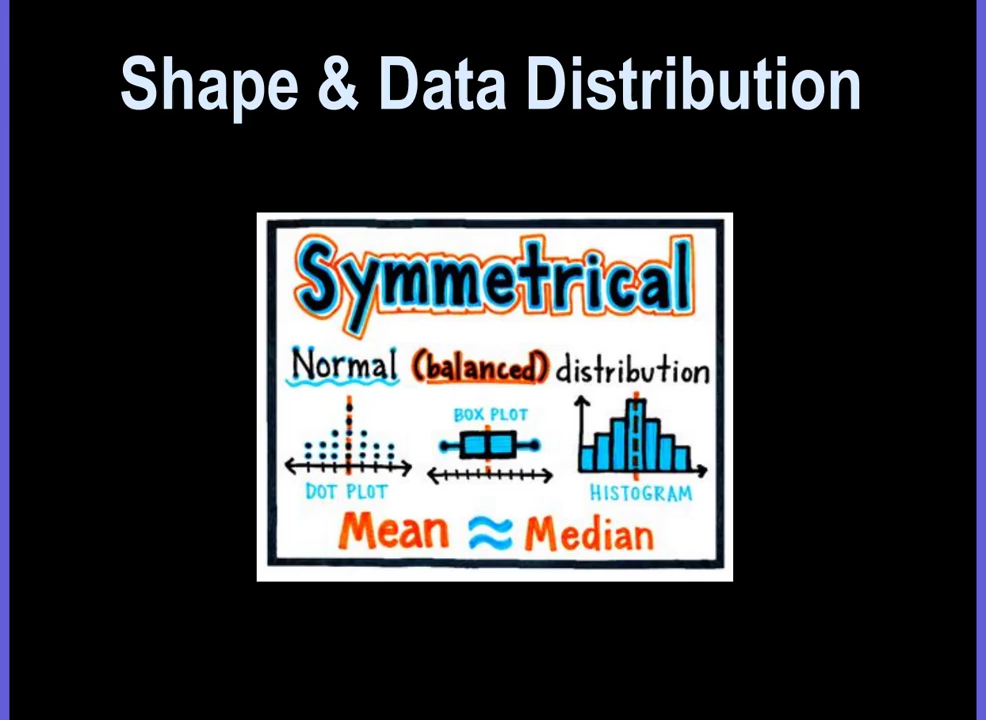 Shape & Data Distribution
Symmetrical
Normal (balanced) distribution
BOX PLOT
DOT PLOT
HISTOGRAM
Mean ≈ Median